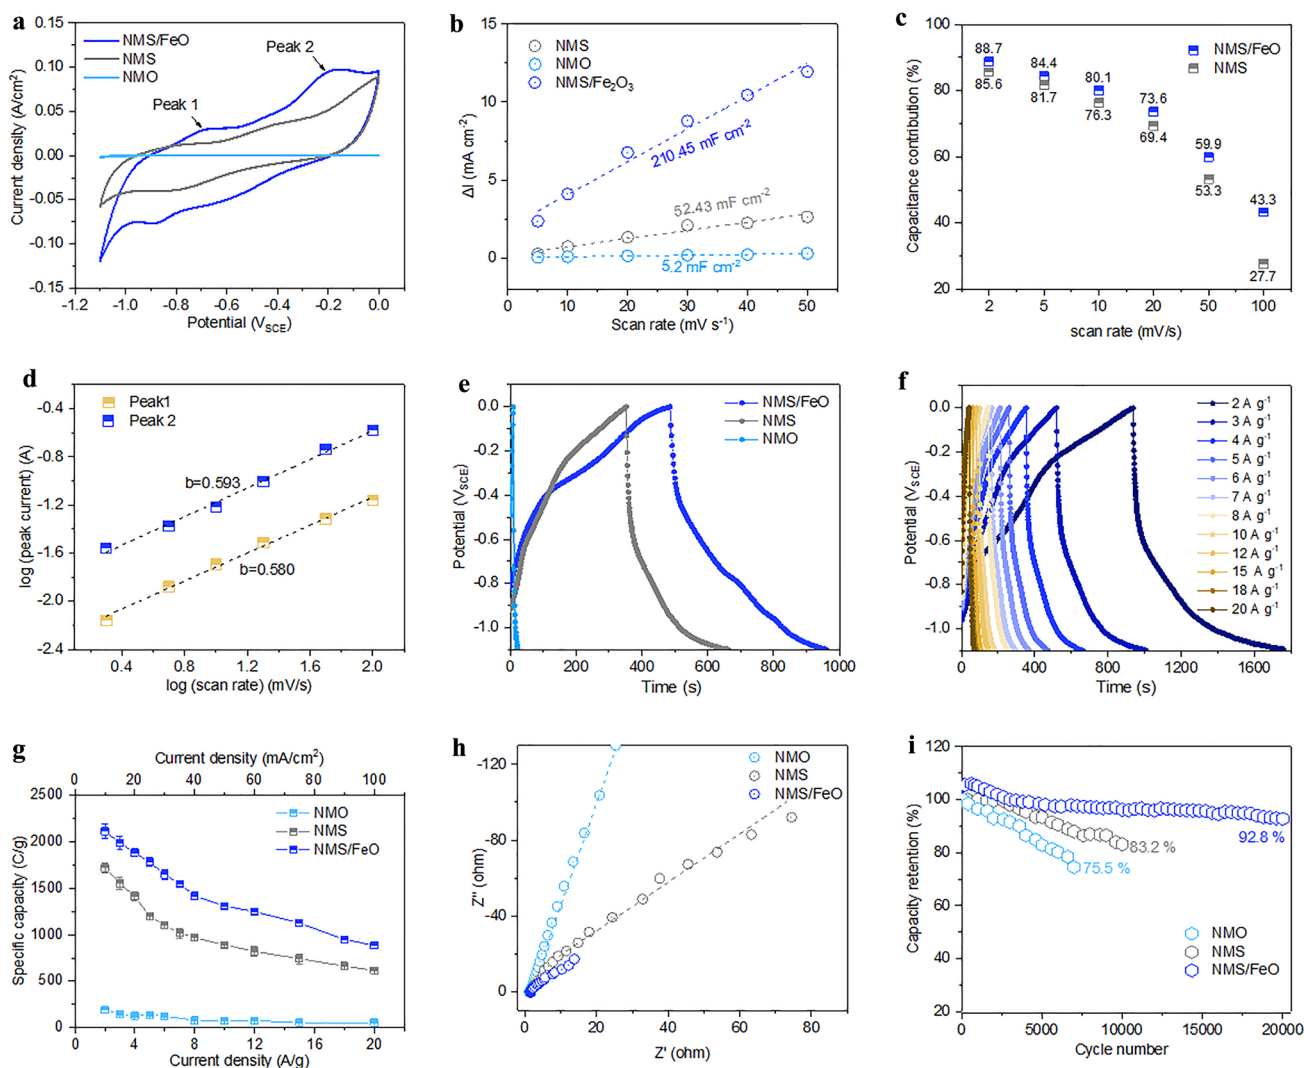 a
0.15
0.10
0.05
0.00
-0.05
-0.10
-0.15
Current density (A/cm²)
NMS/FeO
NMS
NMO
Peak 2
Peak 1
-1.2 -1.0 -0.8 -0.6 -0.4 -0.2 0.0
Potential (V_SCE)
b
15
10
5
0
ΔI (mA cm⁻²)
NMS
NMO
NMS/Fe₂O₃
210.45 mF cm⁻²
52.43 mF cm⁻²
5.2 mF cm⁻²
0 10 20 30 40 50
Scan rate (mV s⁻¹)
c
100
80
60
40
20
Capacitance contribution (%)
NMS/FeO
NMS
88.7
85.6
84.4
81.7
80.1
76.3
73.6
69.4
59.9
53.3
43.3
27.7
2 5 10 20 50 100
scan rate (mV/s)
d
-0.4
-0.8
-1.2
-1.6
-2.0
-2.4
log (peak current) (A)
Peak1
Peak 2
b=0.593
b=0.580
0.4 0.8 1.2 1.6 2.0
log (scan rate) (mV/s)
e
0.0
-0.2
-0.4
-0.6
-0.8
-1.0
Potential (V_SCE)
NMS/FeO
NMS
NMO
0 200 400 600 800 1000
Time (s)
f
0.0
-0.2
-0.4
-0.6
-0.8
-1.0
Potential (V_SCE)
2 A g⁻¹
3 A g⁻¹
4 A g⁻¹
5 A g⁻¹
6 A g⁻¹
7 A g⁻¹
8 A g⁻¹
10 A g⁻¹
12 A g⁻¹
15 A g⁻¹
18 A g⁻¹
20 A g⁻¹
0 400 800 1200 1600
Time (s)
g
Current density (mA/cm²)
0 20 40 60 80 100
2500
2000
1500
1000
500
0
Specific capacity (C/g)
NMO
NMS
NMS/FeO
0 4 8 12 16 20
Current density (A/g)
h
-120
-80
-40
0
Z'' (ohm)
NMO
NMS
NMS/FeO
0 20 40 60 80
Z' (ohm)
i
120
100
80
60
40
20
Capacity retention (%)
92.8 %
83.2 %
75.5 %
NMO
NMS
NMS/FeO
0 5000 10000 15000 20000
Cycle number